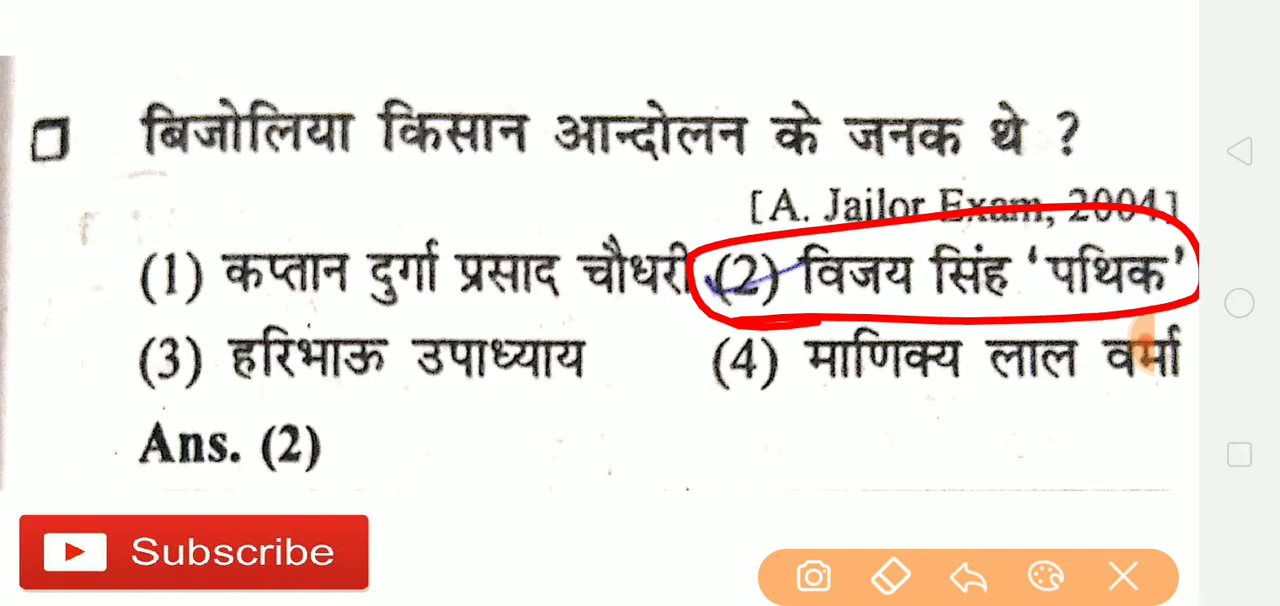 बिजोलिया किसान आन्दोलन के जनक थे ?
[A. Jailor Exam, 2004]
(1) कप्तान दुर्गा प्रसाद चौधरी (2) विजय सिंह ‘पथिक’
(3) हरिभाऊ उपाध्याय (4) माणिक्य लाल वर्मा
Ans. (2)
Subscribe